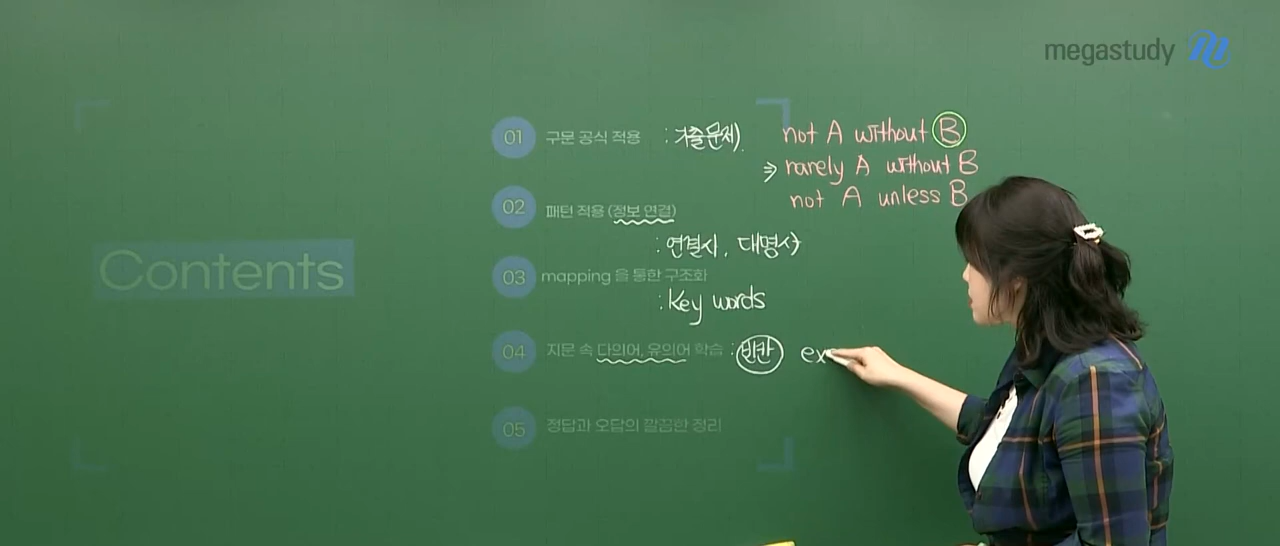 megastudy
Contents
01 구문 공식 적용 : 기출문제). not A without B
⇒ rarely A without B
02 패턴 적용 (정보 연결) not A unless B
: 연결사, 대명사
03 mapping 을 통한 구조화
: Key words
04 지문 속 다의어, 유의어 학습 : 빈칸 ex
05 정답과 오답의 깔끔한 정리